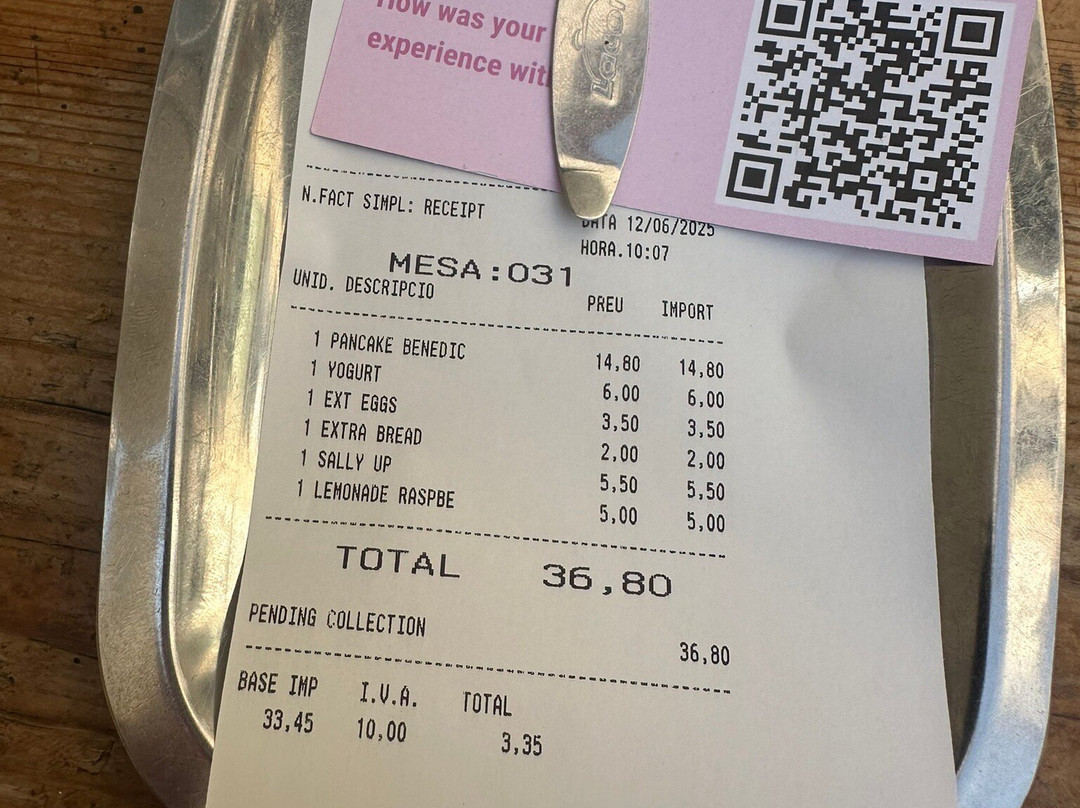 How was your
experience with
N.FACT SIMPL: RECEIPT
DATA 12/06/2025
HORA.10:07
MESA:031
UNID. DESCRIPCIO PREU IMPORT
1 PANCAKE BENEDIC 14,80 14,80
1 YOGURT 6,00 6,00
1 EXT EGGS 3,50 3,50
1 EXTRA BREAD 2,00 2,00
1 SALLY UP 5,50 5,50
1 LEMONADE RASPBE 5,00 5,00
TOTAL 36,80
PENDING COLLECTION 36,80
BASE IMP I.V.A. TOTAL
33,45 10,00 3,35